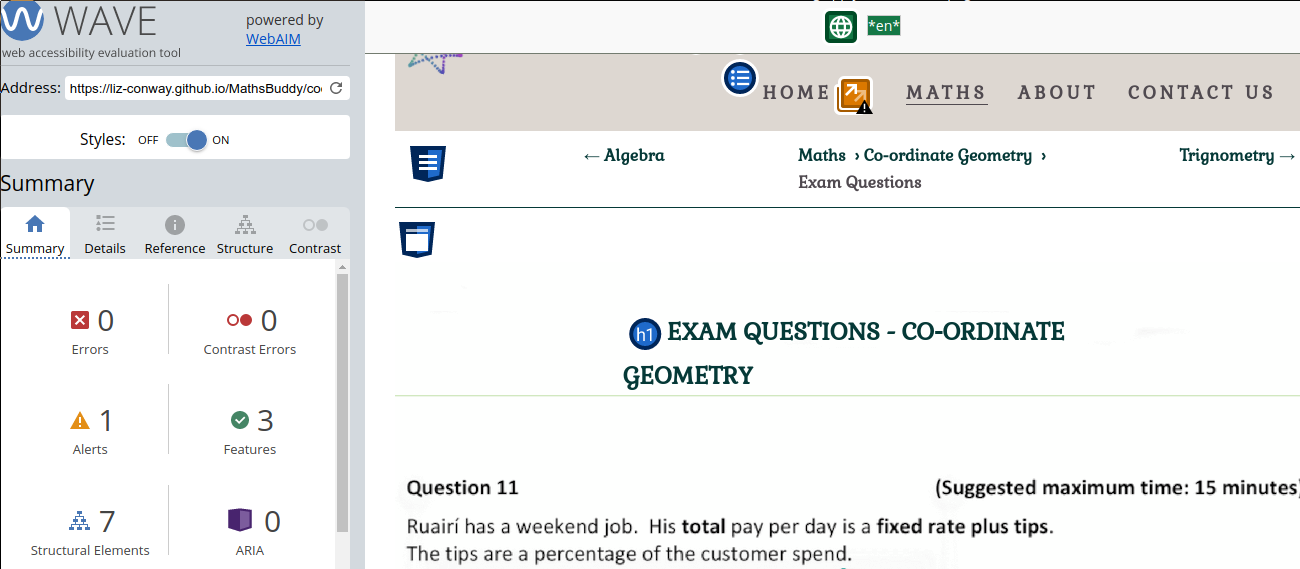 WAVE
powered by
WebAIM
web accessibility evaluation tool
Address: https://liz-conway.github.io/MathsBuddy/co
Styles: OFF ON
Summary
Summary Details Reference Structure Contrast
0 0
Errors Contrast Errors
1 3
Alerts Features
7 0
Structural Elements ARIA
*en*
HOME MATHS ABOUT CONTACT US
← Algebra Maths › Co-ordinate Geometry › Trignometry →
Exam Questions
h1 EXAM QUESTIONS - CO-ORDINATE
GEOMETRY
Question 11 (Suggested maximum time: 15 minutes)
Ruairí has a weekend job. His total pay per day is a fixed rate plus tips.
The tips are a percentage of the customer spend.